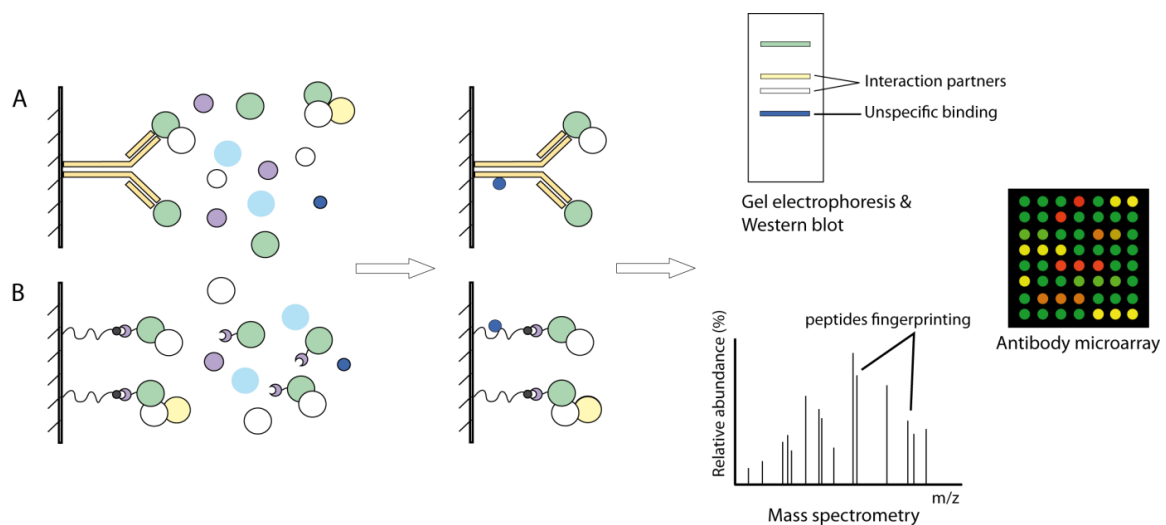 A
B
Interaction partners
Unspecific binding
Gel electrophoresis &
Western blot
Antibody microarray
peptides fingerprinting
Relative abundance (%)
m/z
Mass spectrometry